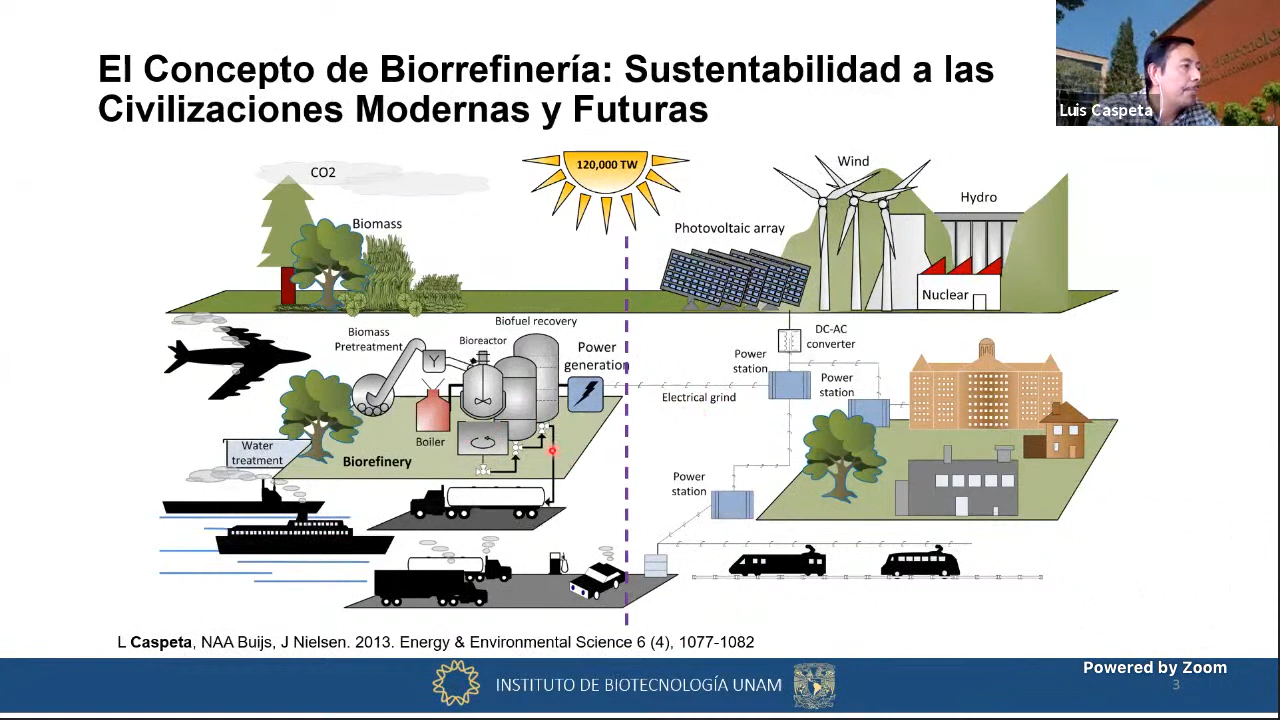 El Concepto de Biorrefinería: Sustentabilidad a las
Civilizaciones Modernas y Futuras
Luis Caspeta
CO2
120,000 TW
Wind
Hydro
Biomass
Photovoltaic array
Nuclear
Biomass
Pretreatment
Biofuel recovery
Bioreactor
Power
generation
DC-AC
converter
Power
station
Power
station
Electrical grind
Boiler
Water
treatment
Biorefinery
Power
station
L Caspeta, NAA Buijs, J Nielsen. 2013. Energy & Environmental Science 6 (4), 1077-1082
INSTITUTO DE BIOTECNOLOGÍA UNAM
Powered by Zoom
3